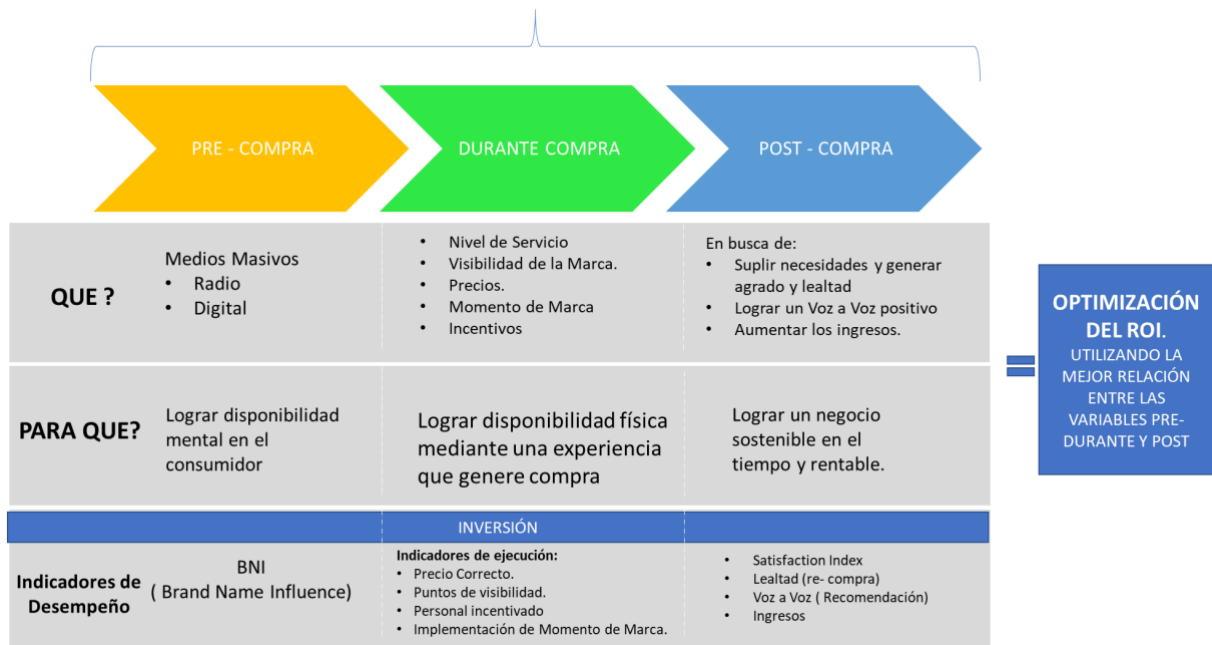 PRE - COMPRA
DURANTE COMPRA
POST - COMPRA
QUE ?
Medios Masivos
• Radio
• Digital
• Nivel de Servicio
• Visibilidad de la Marca.
• Precios.
• Momento de Marca
• Incentivos
En busca de:
• Suplir necesidades y generar
agrado y lealtad
• Lograr un Voz a Voz positivo
• Aumentar los ingresos.
PARA QUE?
Lograr disponibilidad
mental en el
consumidor
Lograr disponibilidad física
mediante una experiencia
que genere compra
Lograr un negocio
sostenible en el
tiempo y rentable.
=
OPTIMIZACIÓN
DEL ROI.
UTILIZANDO LA
MEJOR RELACIÓN
ENTRE LAS
VARIABLES PRE-
DURANTE Y POST
INVERSIÓN
Indicadores de
Desempeño
BNI
( Brand Name Influence)
Indicadores de ejecución:
• Precio Correcto.
• Puntos de visibilidad.
• Personal incentivado
• Implementación de Momento de Marca.
• Satisfaction Index
• Lealtad (re- compra)
• Voz a Voz ( Recomendación)
• Ingresos